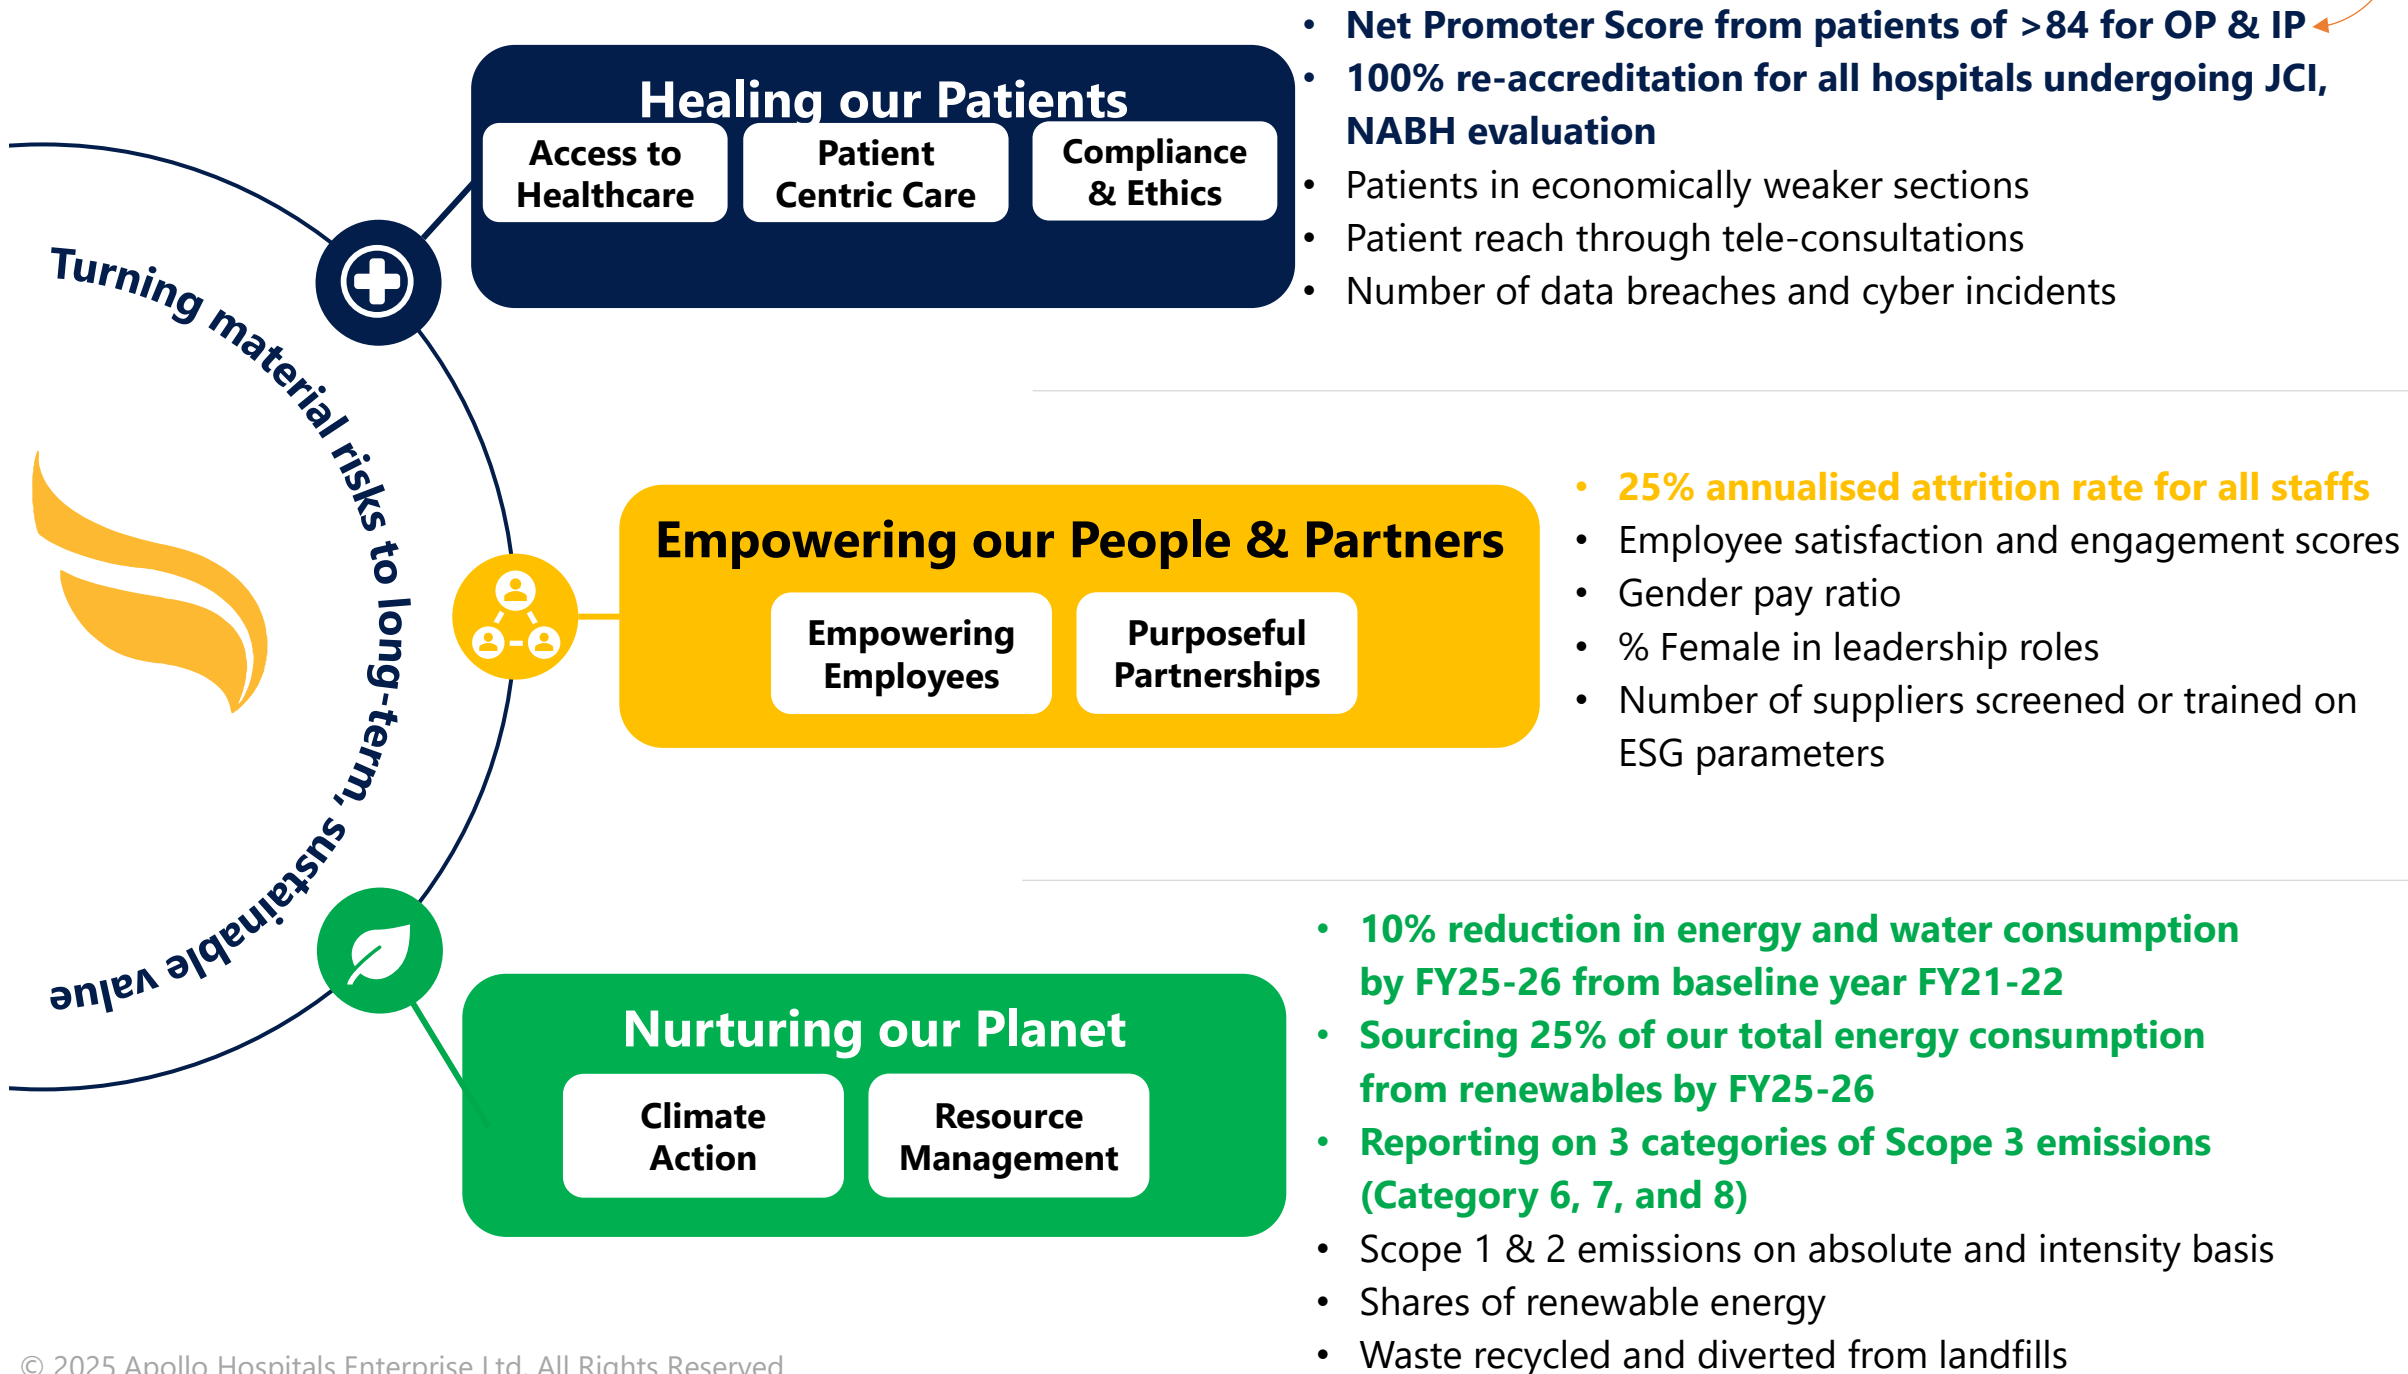 Turning material risks to long-term, sustainable value
Healing our Patients
Access to
Healthcare
Patient
Centric Care
Compliance
& Ethics
• Net Promoter Score from patients of >84 for OP & IP
• 100% re-accreditation for all hospitals undergoing JCI,
NABH evaluation
• Patients in economically weaker sections
• Patient reach through tele-consultations
• Number of data breaches and cyber incidents
Empowering our People & Partners
Empowering
Employees
Purposeful
Partnerships
• 25% annualised attrition rate for all staffs
• Employee satisfaction and engagement scores
• Gender pay ratio
• % Female in leadership roles
• Number of suppliers screened or trained on
ESG parameters
Nurturing our Planet
Climate
Action
Resource
Management
• 10% reduction in energy and water consumption
by FY25-26 from baseline year FY21-22
• Sourcing 25% of our total energy consumption
from renewables by FY25-26
• Reporting on 3 categories of Scope 3 emissions
(Category 6, 7, and 8)
• Scope 1 & 2 emissions on absolute and intensity basis
• Shares of renewable energy
• Waste recycled and diverted from landfills
© 2025 Apollo Hospitals Enterprise Ltd. All Rights Reserved